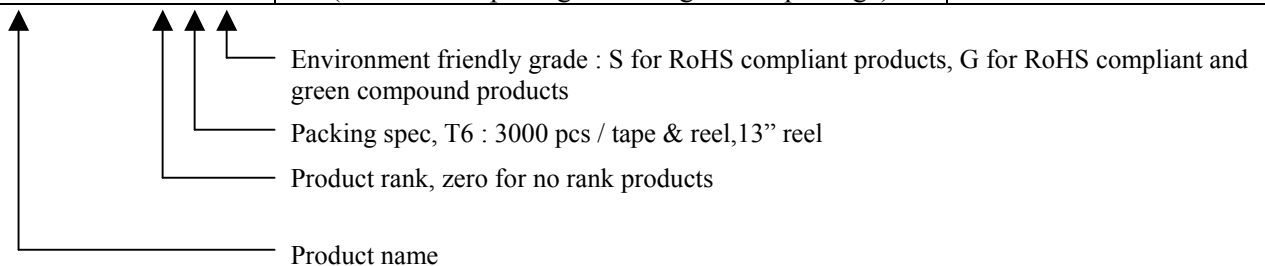 Environment friendly grade : S for RoHS compliant products, G for RoHS compliant and
green compound products
Packing spec, T6 : 3000 pcs / tape & reel,13” reel
Product rank, zero for no rank products
Product name